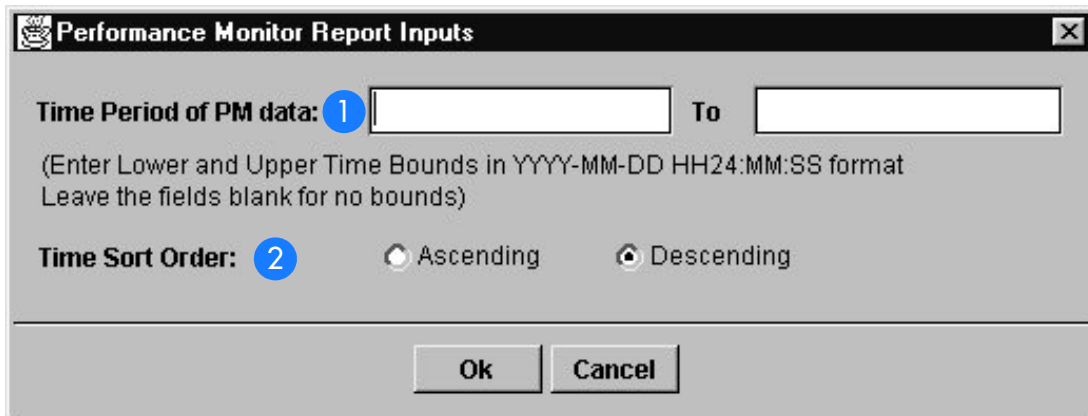 Performance Monitor Report Inputs
Time Period of PM data: 1 To
(Enter Lower and Upper Time Bounds in YYYY-MM-DD HH24:MM:SS format
Leave the fields blank for no bounds)
Time Sort Order: 2 Ascending Descending
Ok Cancel